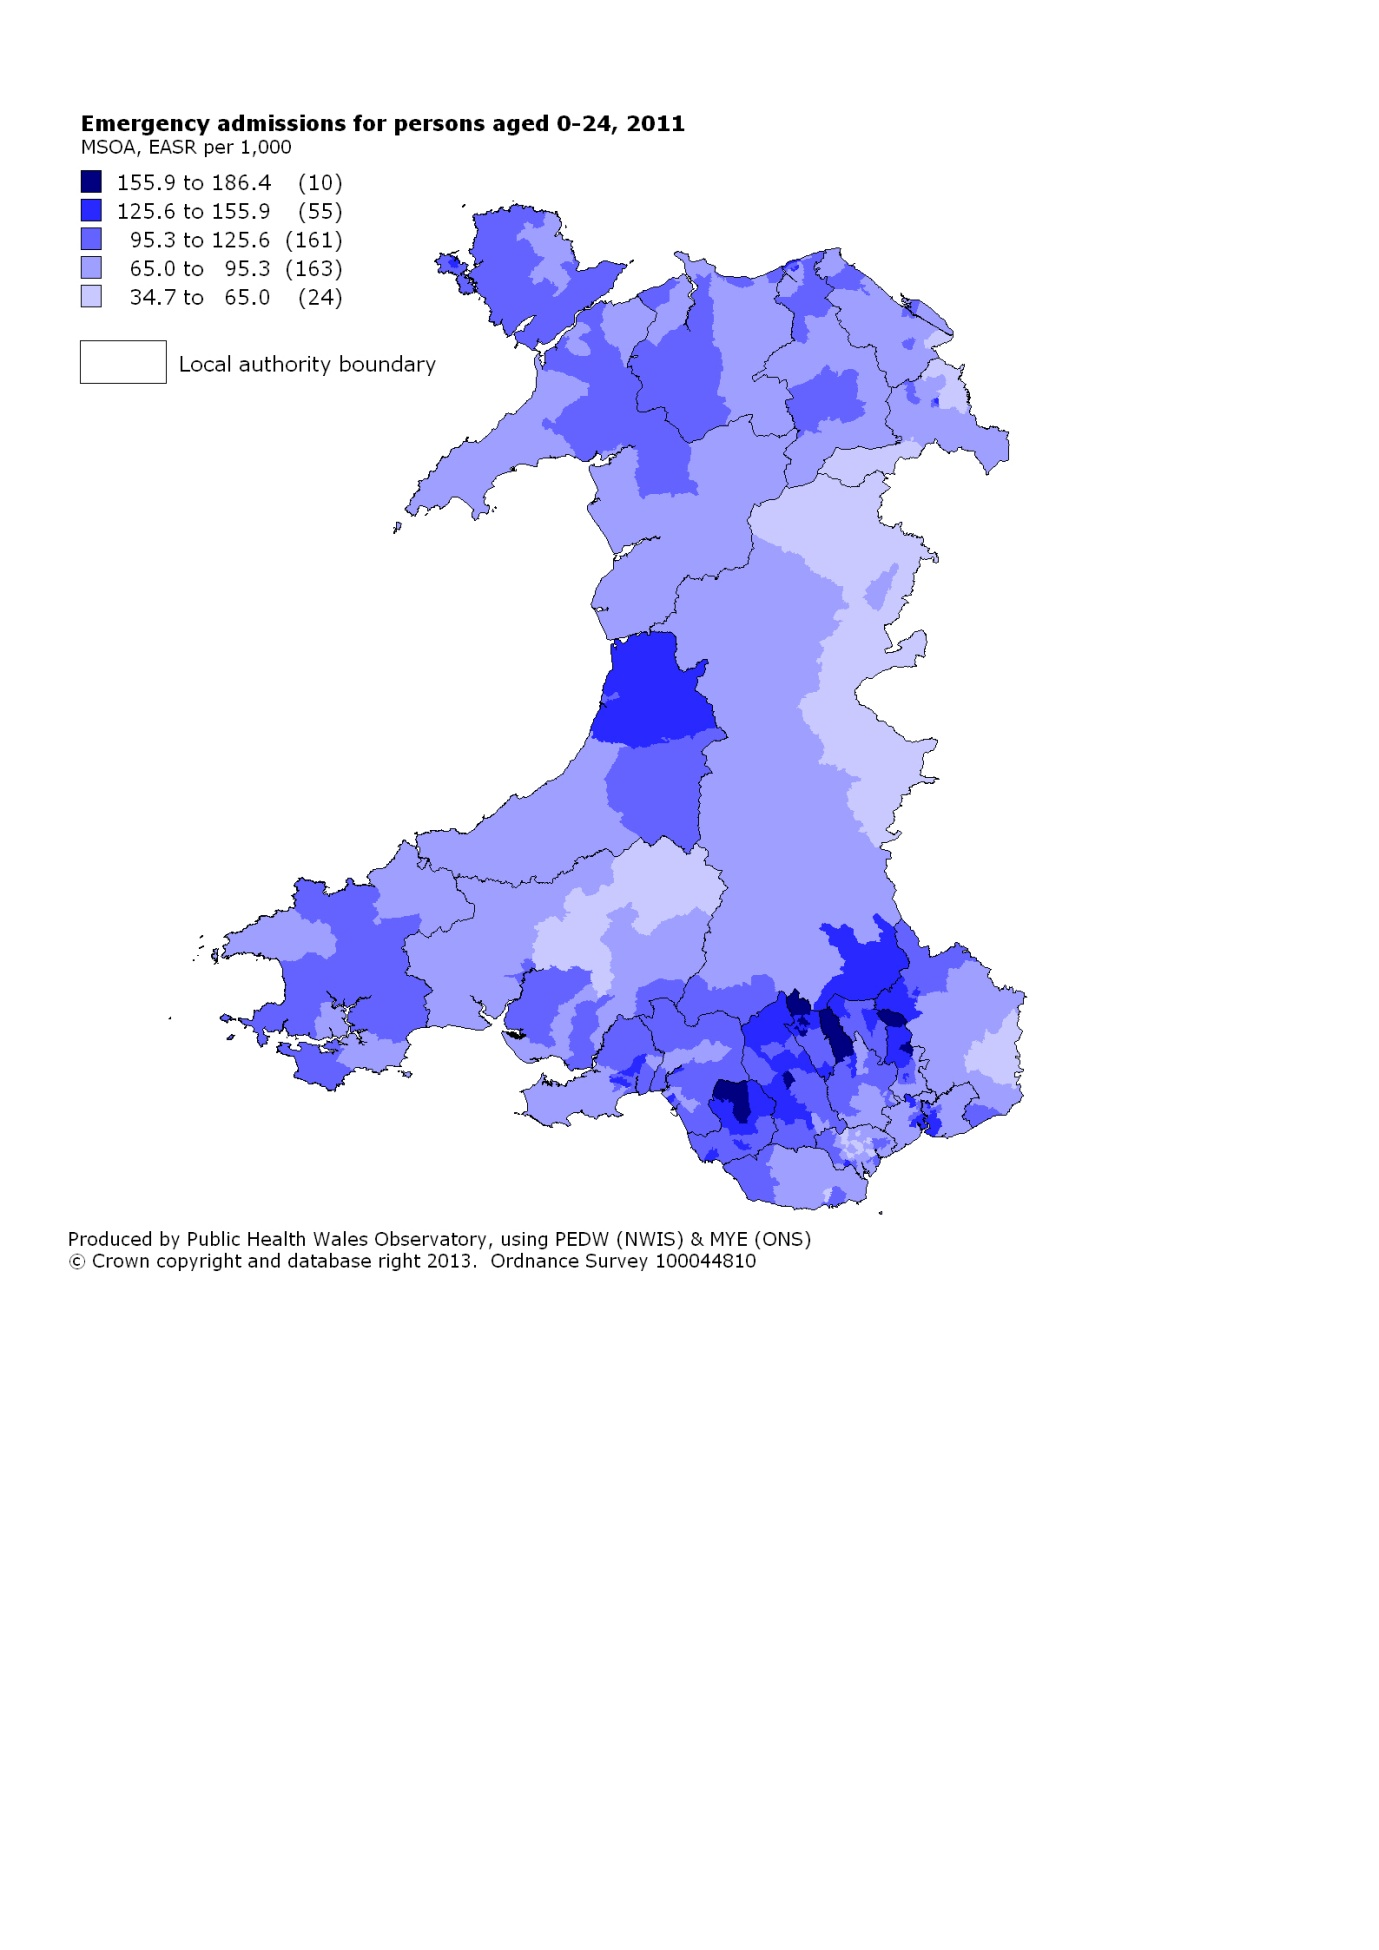 Emergency admissions for persons aged 0-24, 2011
MSOA, EASR per 1,000
155.9 to 186.4 (10)
125.6 to 155.9 (55)
95.3 to 125.6 (161)
65.0 to 95.3 (163)
34.7 to 65.0 (24)
Local authority boundary
Produced by Public Health Wales Observatory, using PEDW (NWIS) & MYE (ONS)
© Crown copyright and database right 2013. Ordnance Survey 100044810